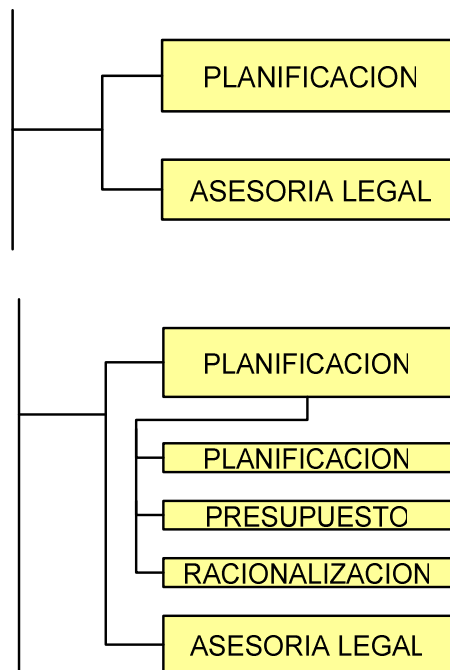 PLANIFICACION
ASESORIA LEGAL
PLANIFICACION
PLANIFICACION
PRESUPUESTO
RACIONALIZACION
ASESORIA LEGAL